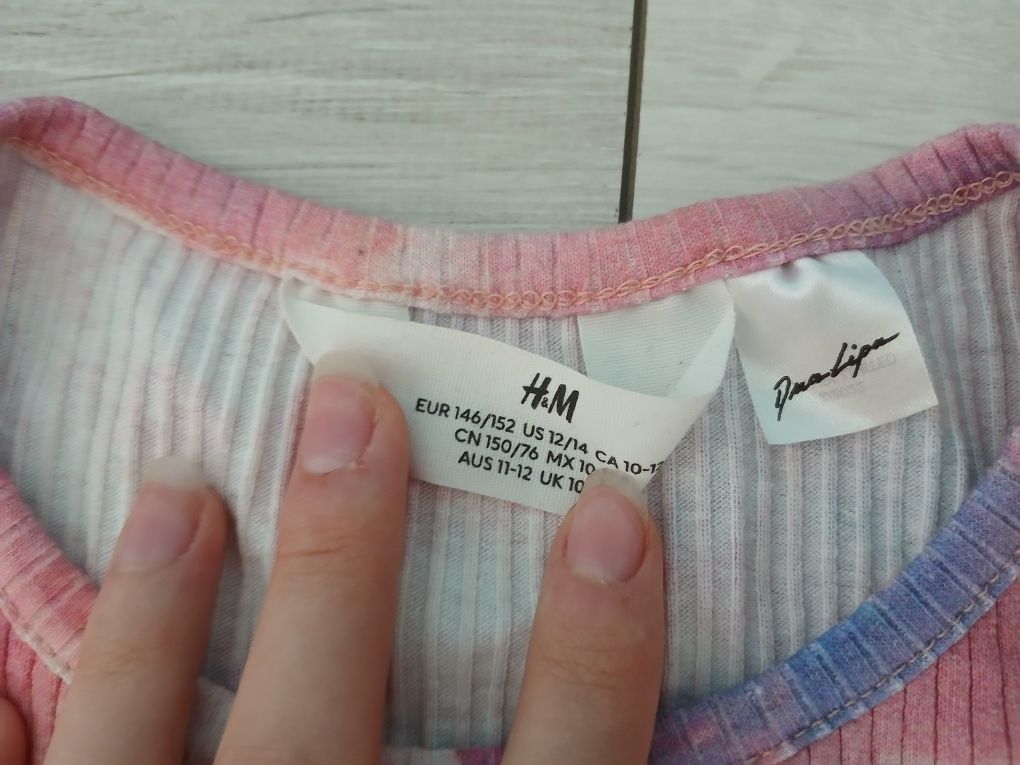 H&M
EUR 146/152 US 12/14 CA 10-12
CN 150/76 MX 10
AUS 11-12 UK 10
Dua Lipa